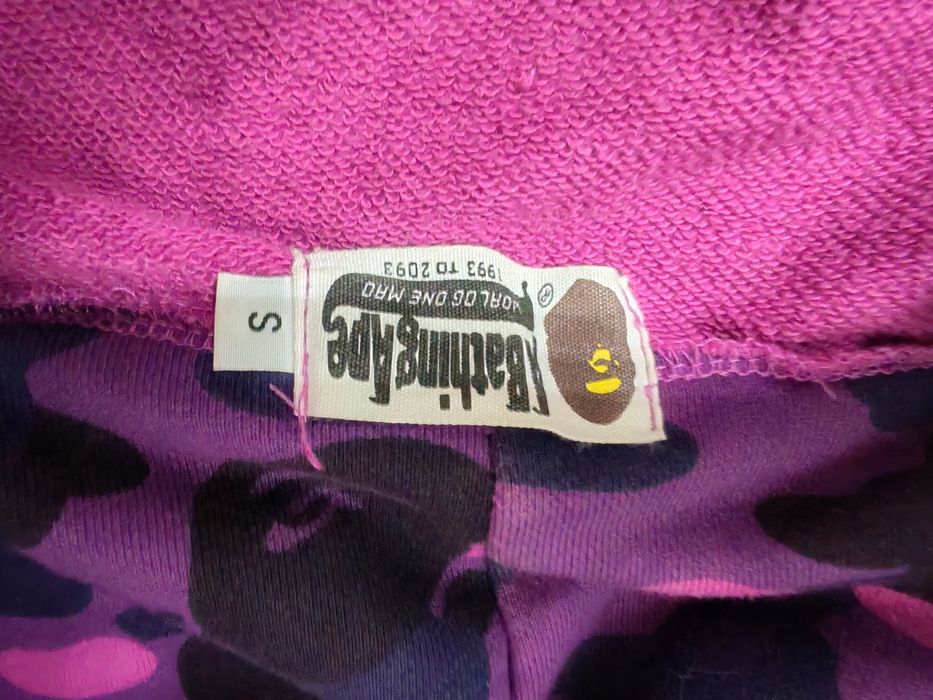 A Bathing Ape
®
WORLD GONE MAD
1993 TO 2093
S